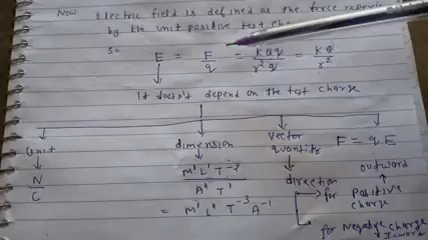 Now Electric field is defined as the force
by the unit positive test
So
E = F/q = KQq/r²q = KQ/r²
It doesn't depend on the test charge
unit dimension Vector quantity F = qE
N/C M¹L¹T⁻²/A¹T¹ direction outward
for Positive charge
= M¹L¹T⁻³A⁻¹
for Negative charge Inward